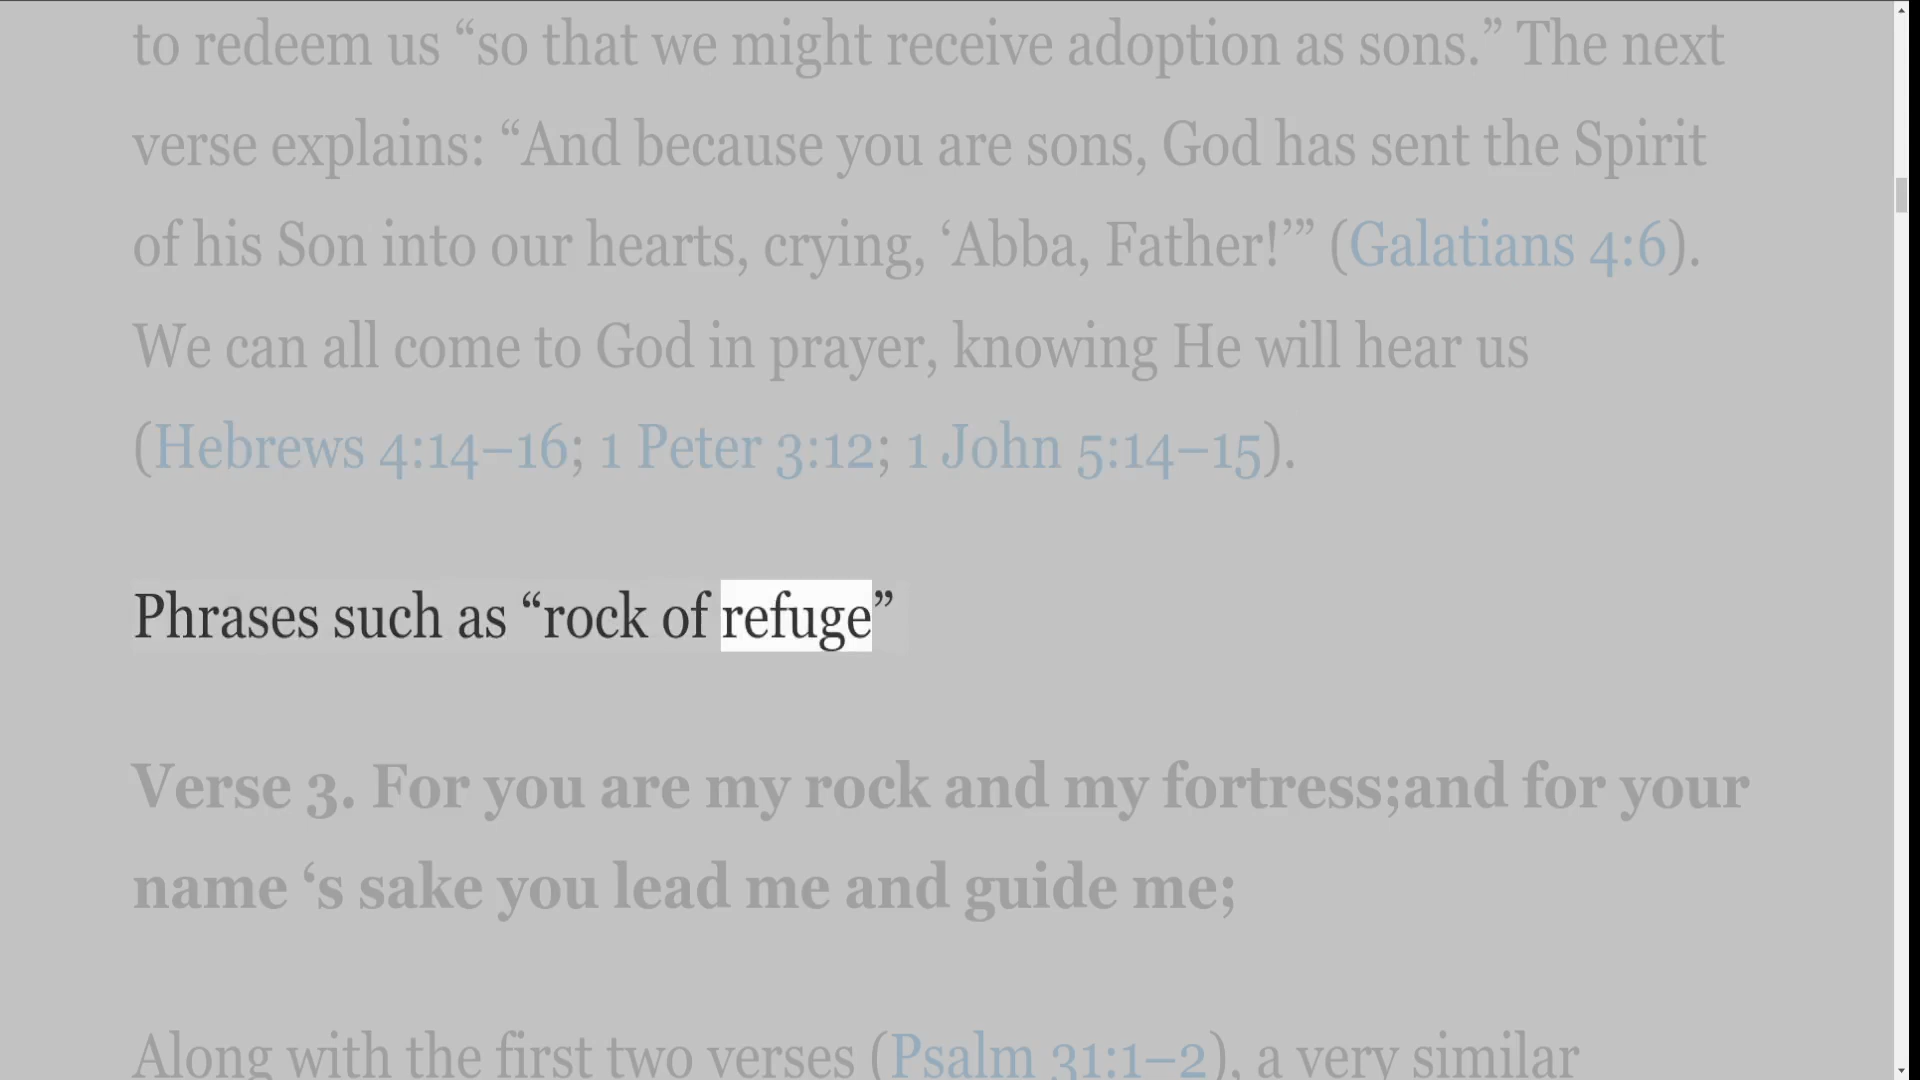 to redeem us “so that we might receive adoption as sons.” The next
verse explains: “And because you are sons, God has sent the Spirit
of his Son into our hearts, crying, ‘Abba, Father!’” (Galatians 4:6).
We can all come to God in prayer, knowing He will hear us
(Hebrews 4:14–16; 1 Peter 3:12; 1 John 5:14–15).
Phrases such as “rock of refuge”
Verse 3. For you are my rock and my fortress;and for your
name ‘s sake you lead me and guide me;
Along with the first two verses (Psalm 31:1–2), a very similar